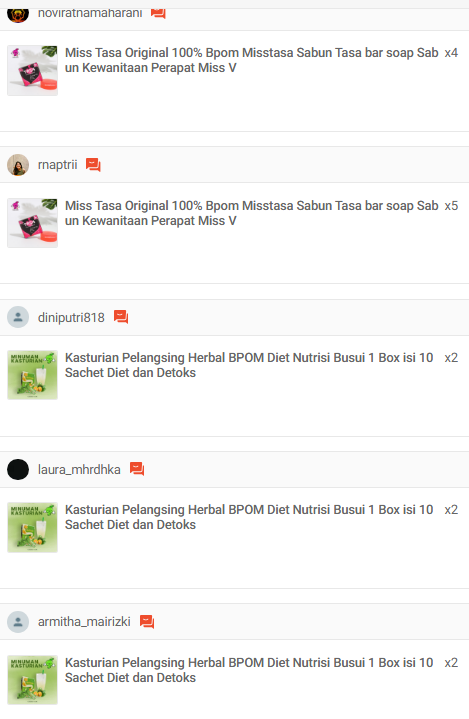 noviratnamaharani
Miss Tasa Original 100% Bpom Misstasa Sabun Tasa bar soap Sab x4
un Kewanitaan Perapat Miss V
rnaptrii
Miss Tasa Original 100% Bpom Misstasa Sabun Tasa bar soap Sab x5
un Kewanitaan Perapat Miss V
diniputri818
MINUMAN
KASTURIAN
Kasturian Pelangsing Herbal BPOM Diet Nutrisi Busui 1 Box isi 10 x2
Sachet Diet dan Detoks
laura_mhrdhka
MINUMAN
KASTURIAN
Kasturian Pelangsing Herbal BPOM Diet Nutrisi Busui 1 Box isi 10 x2
Sachet Diet dan Detoks
armitha_mairizki
MINUMAN
KASTURIAN
Kasturian Pelangsing Herbal BPOM Diet Nutrisi Busui 1 Box isi 10 x2
Sachet Diet dan Detoks